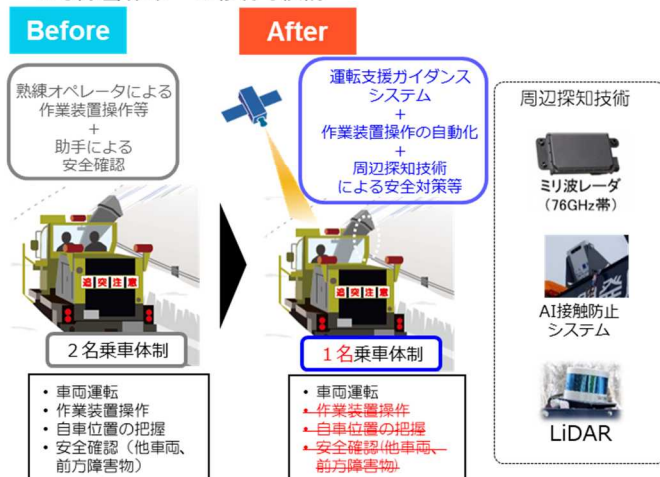 Before
熟練オペレータによる
作業装置操作等
+
助手による
安全確認
追突注意
2名乗車体制
・車両運転
・作業装置操作
・自車位置の把握
・安全確認（他車両、
前方障害物）
After
運転支援ガイダンス
システム
+
作業装置操作の自動化
+
周辺探知技術
による安全対策等
追突注意
1名乗車体制
・車両運転
・作業装置操作
・自車位置の把握
・安全確認(他車両、
前方障害物)
周辺探知技術
ミリ波レーダ
（76GHz帯）
AI接触防止
システム
LiDAR